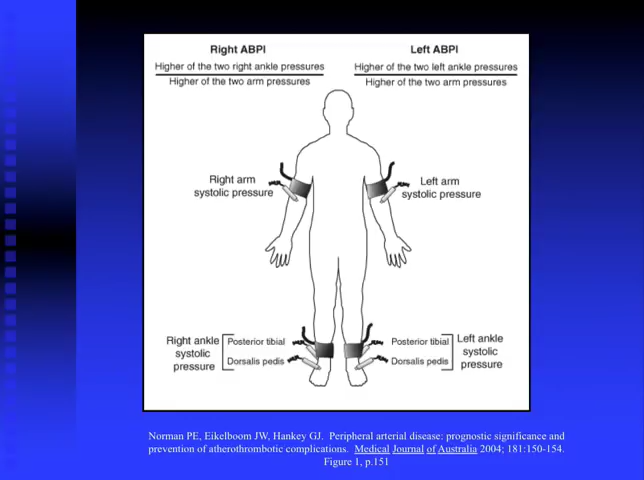 Right ABPI
Higher of the two right ankle pressures
Higher of the two arm pressures
Left ABPI
Higher of the two left ankle pressures
Higher of the two arm pressures
Right arm
systolic pressure
Left arm
systolic pressure
Right ankle
systolic
pressure
Posterior tibial
Dorsalis pedis
Posterior tibial
Dorsalis pedis
Left ankle
systolic
pressure
Norman PE, Eikelboom JW, Hankey GJ.  Peripheral arterial disease: prognostic significance and
prevention of atherothrombotic complications.  Medical Journal of Australia 2004; 181:150-154.
Figure 1, p.151